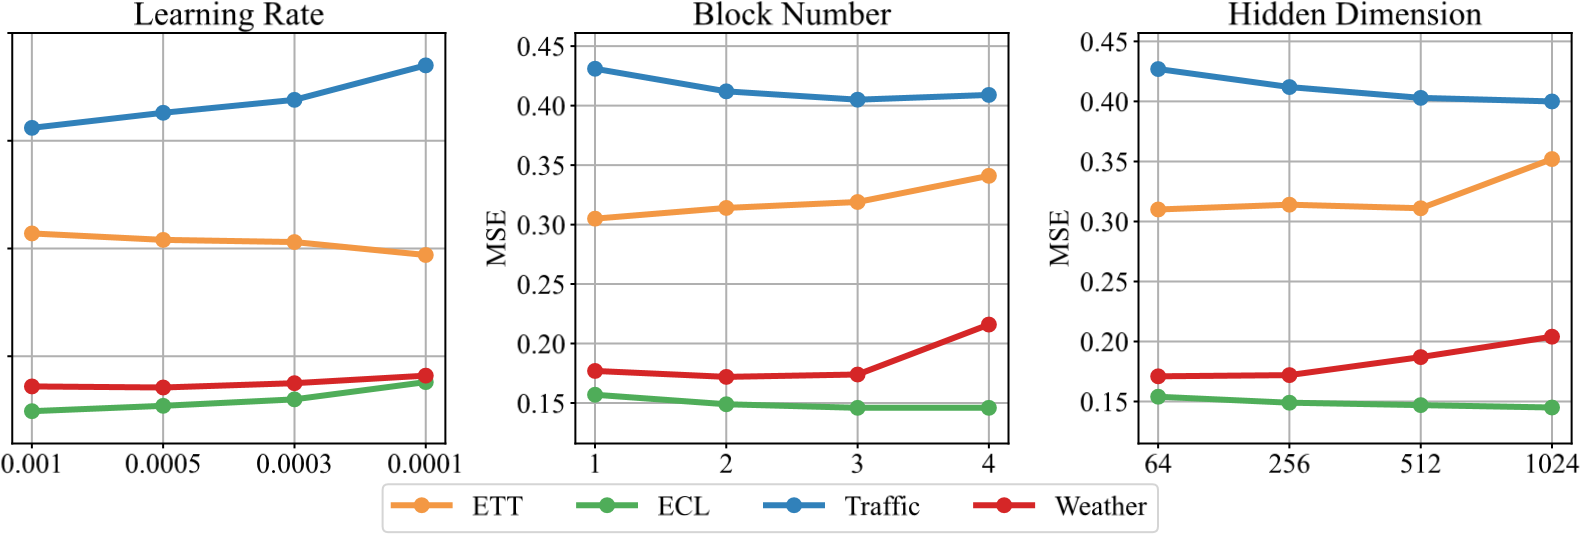 Learning Rate
0.001 0.0005 0.0003 0.0001
Block Number
MSE
0.45
0.40
0.35
0.30
0.25
0.20
0.15
1 2 3 4
Hidden Dimension
MSE
0.45
0.40
0.35
0.30
0.25
0.20
0.15
64 256 512 1024
ETT ECL Traffic Weather